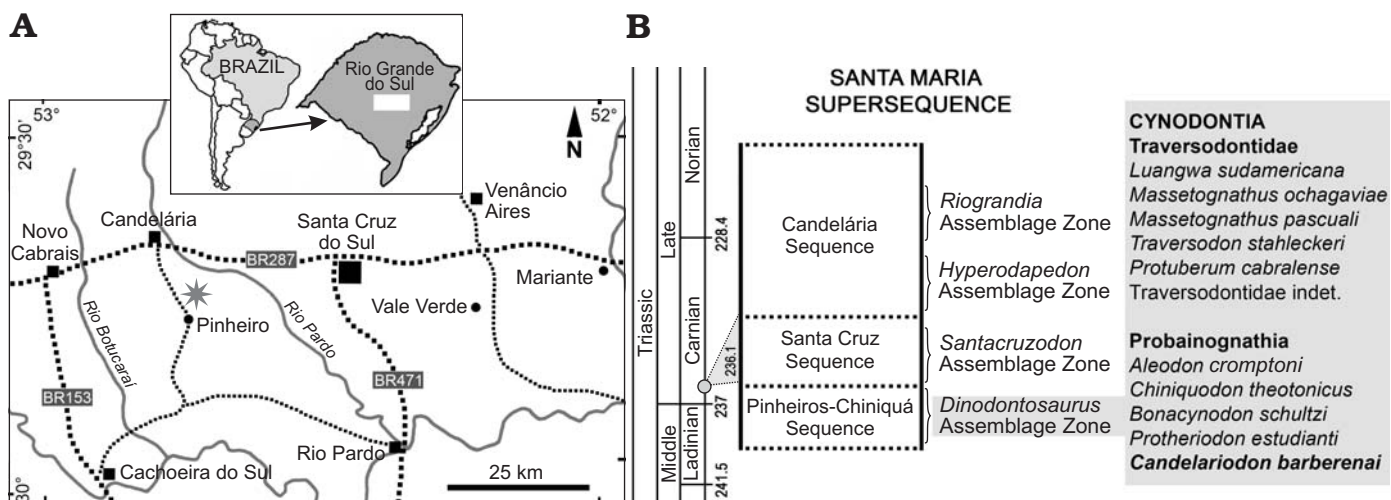 A
BRAZIL
Rio Grande
do Sul
53°
52°
29°30'
N
Venâncio
Aires
Candelária
Santa Cruz
do Sul
Novo
Cabrais
BR287
Mariante
Vale Verde
Pinheiro
Rio Botucaraí
Rio Pardo
BR153
BR471
Rio Pardo
Cachoeira do Sul
25 km
30°
B
SANTA MARIA
SUPERSEQUENCE
Triassic
Late
Middle
Norian
Carnian
Ladinian
228.4
236.1
237
241.5
Candelária
Sequence
Santa Cruz
Sequence
Pinheiros-Chiniquá
Sequence
Riograndia
Assemblage Zone
Hyperodapedon
Assemblage Zone
Santacruzodon
Assemblage Zone
Dinodontosaurus
Assemblage Zone
CYNODONTIA
Traversodontidae
Luangwa sudamericana
Massetognathus ochagaviae
Massetognathus pascuali
Traversodon stahleckeri
Protuberum cabralense
Traversodontidae indet.
Probainognathia
Aleodon cromptoni
Chiniquodon theotonicus
Bonacynodon schultzi
Protheriodon estudianti
Candelariodon barberenai